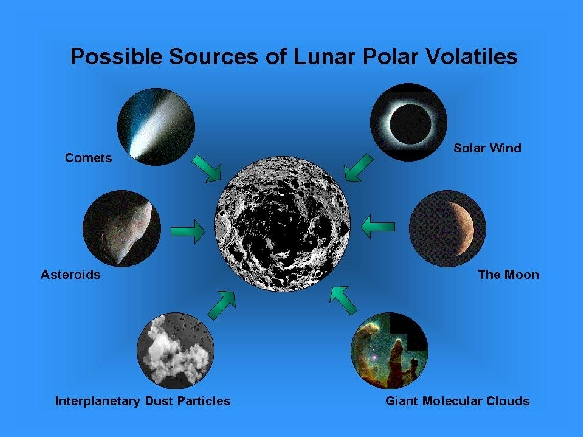 Possible Sources of Lunar Polar Volatiles
Comets
Solar Wind
Asteroids
The Moon
Interplanetary Dust Particles
Giant Molecular Clouds